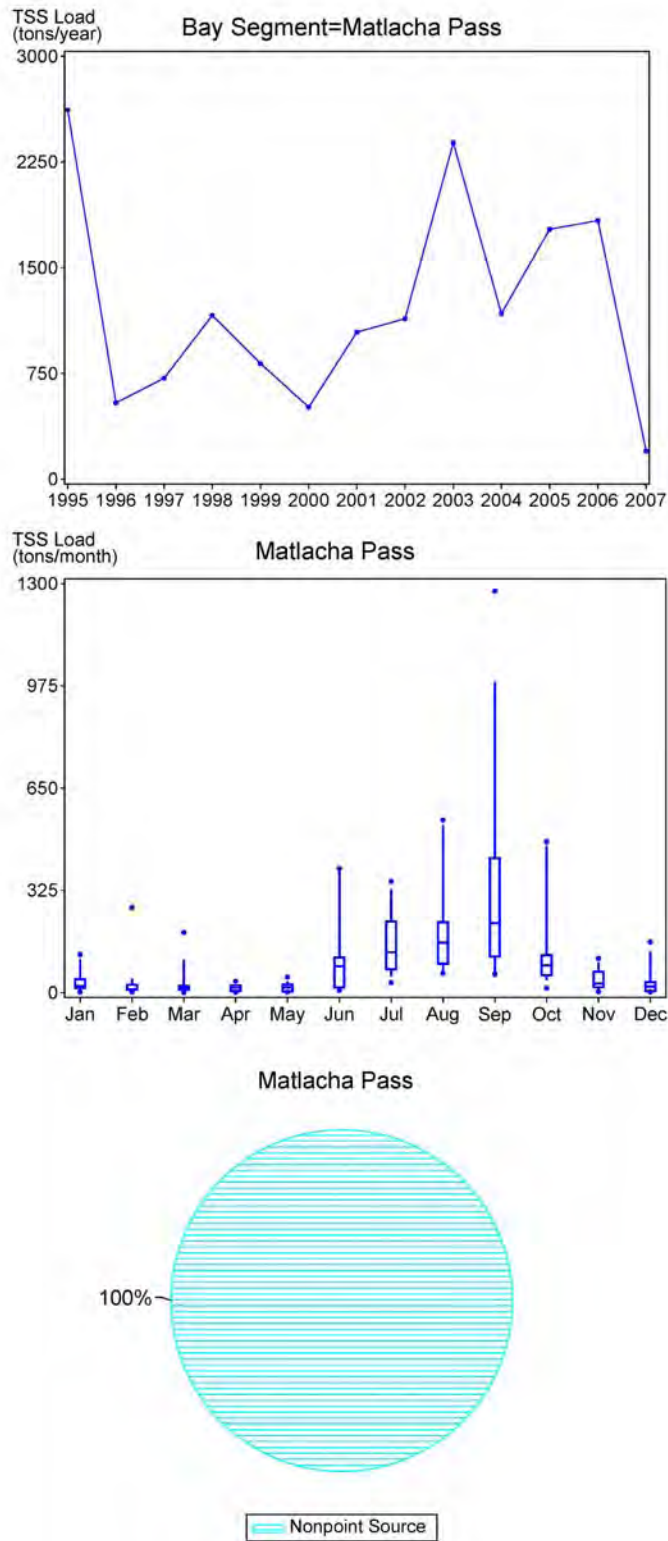 TSS Load
(tons/year)
Bay Segment=Matlacha Pass
3000
2250
1500
750
0
1995 1996 1997 1998 1999 2000 2001 2002 2003 2004 2005 2006 2007
TSS Load
(tons/month)
Matlacha Pass
1300
975
650
325
0
Jan Feb Mar Apr May Jun Jul Aug Sep Oct Nov Dec
Matlacha Pass
100%
Nonpoint Source